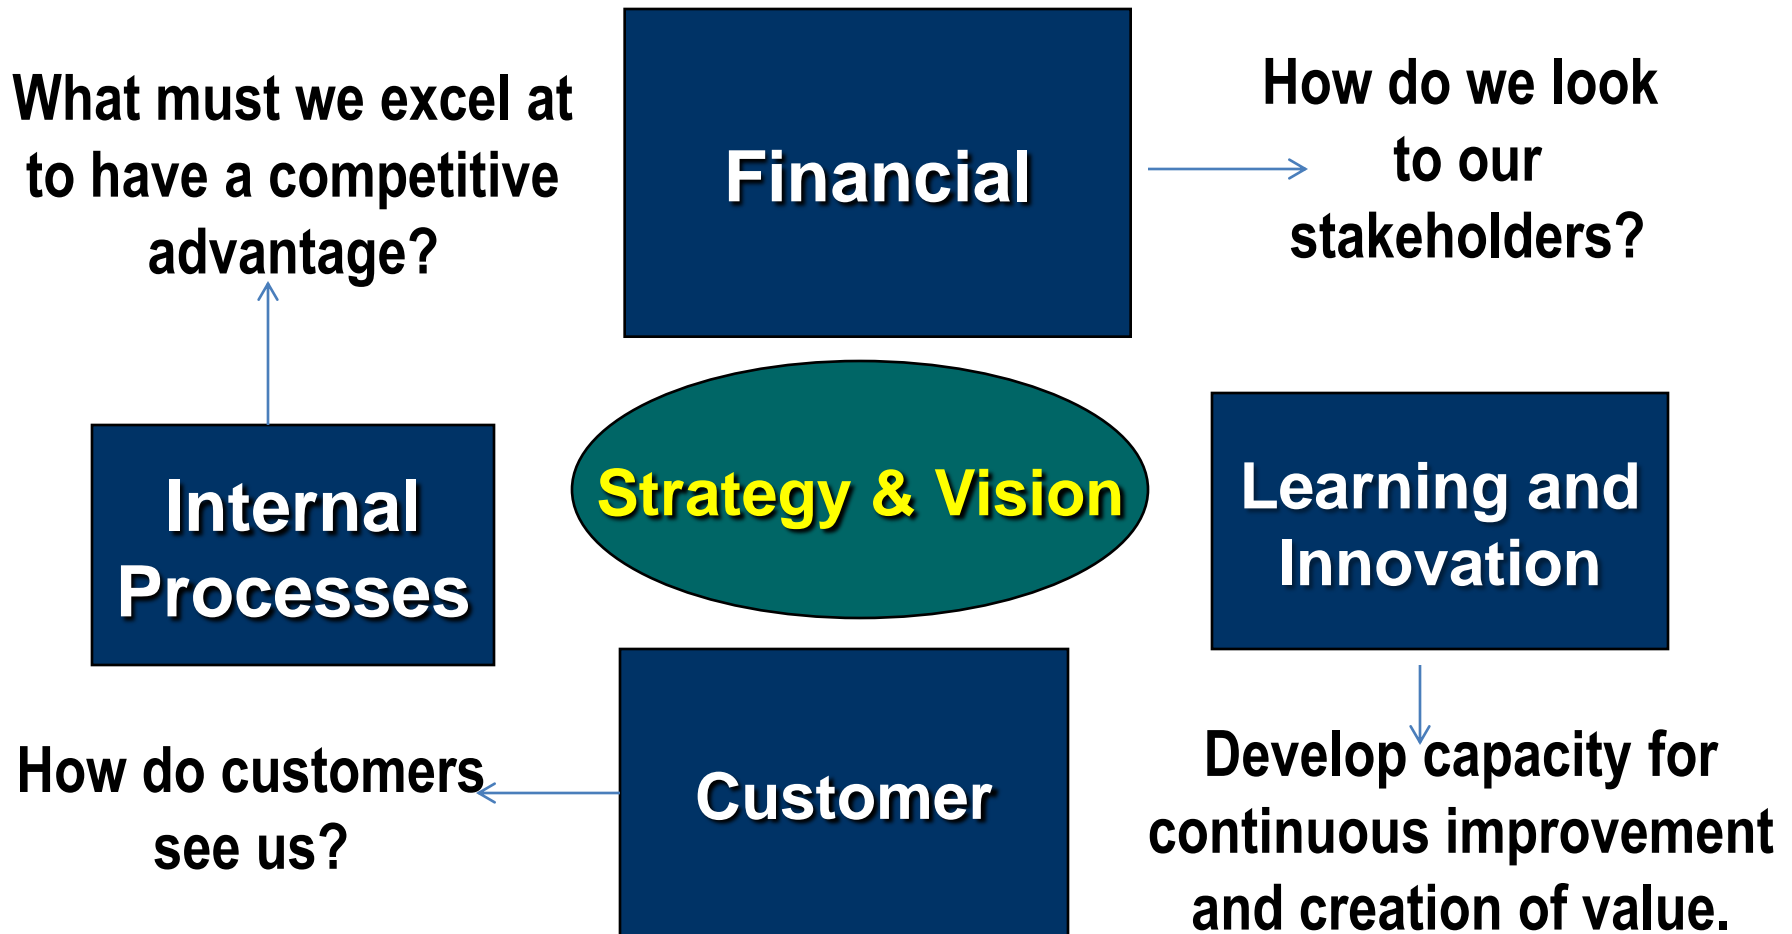 What must we excel at
to have a competitive
advantage?
Financial
How do we look
to our
stakeholders?
Internal
Processes
Strategy & Vision
Learning and
Innovation
How do customers
see us?
Customer
Develop capacity for
continuous improvement
and creation of value.